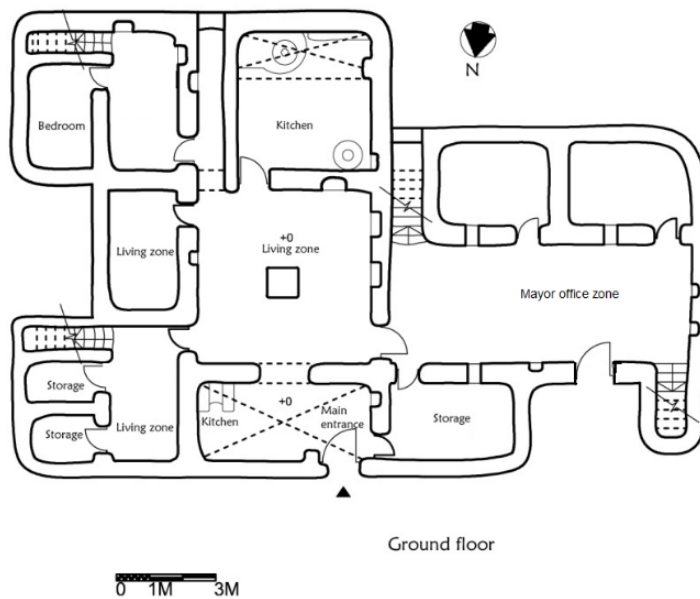 N
Bedroom
Kitchen
Living zone
+0
Living zone
Mayor office zone
Storage
Storage
Living zone
Kitchen
+0
Main
entrance
Storage
Ground floor
0 1M 3M